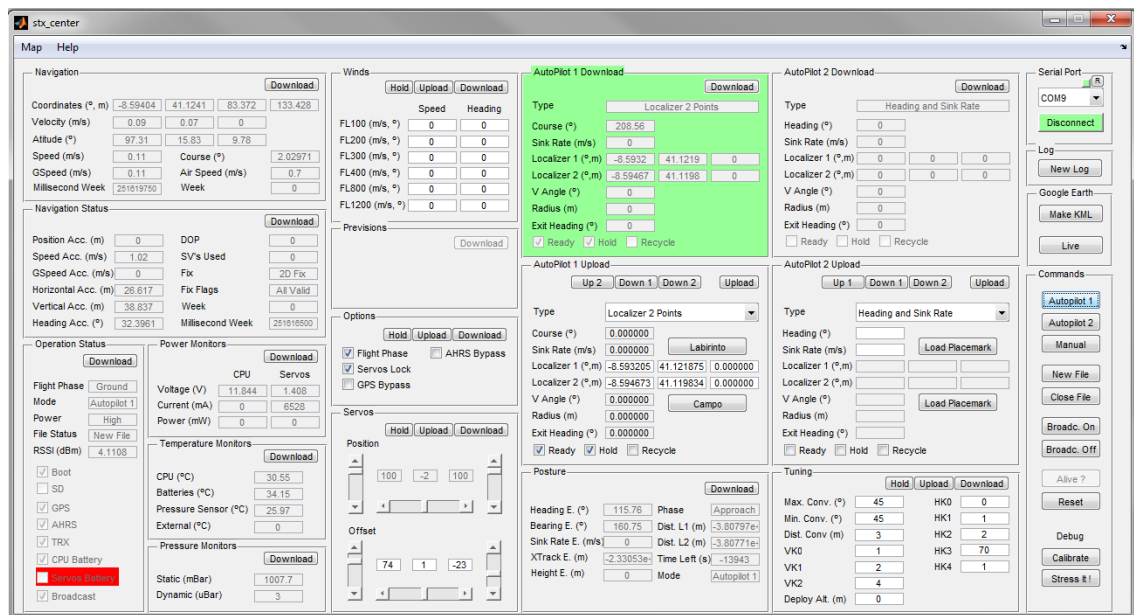 stx_center
Map Help
Navigation
Download
Coordinates (º, m) -8.59404 41.1241 83.372 133.428
Velocity (m/s) 0.09 0.07 0
Attitude (º) 97.31 15.83 9.78
Speed (m/s) 0.11 Course (º) 2.02971
GSpeed (m/s) 0.11 Air Speed (m/s) 0.7
Millisecond Week 251619750 Week 0
Navigation Status
Download
Position Acc. (m) 0 DOP 0
Speed Acc. (m/s) 1.02 SV's Used 0
GSpeed Acc. (m/s) 0 Fix 2D Fix
Horizontal Acc. (m) 26.617 Fix Flags All Valid
Vertical Acc. (m) 38.837 Week 0
Heading Acc. (º) 32.3961 Millisecond Week 251616500
Operation Status
Download
Flight Phase Ground
Mode Autopilot 1
Power High
File Status New File
RSSI (dBm) 4.1108
Boot
SD
GPS
AHRS
TRX
CPU Battery
Servos Battery
Broadcast
Power Monitors
Download
CPU Servos
Voltage (V) 11.844 1.408
Current (mA) 0 6528
Power (mW) 0 0
Temperature Monitors
Download
CPU (ºC) 30.55
Batteries (ºC) 34.15
Pressure Sensor (ºC) 25.97
External (ºC) 0
Pressure Monitors
Download
Static (mBar) 1007.7
Dynamic (uBar) 3
Winds
Hold Upload Download
Speed Heading
FL100 (m/s, º) 0 0
FL200 (m/s, º) 0 0
FL300 (m/s, º) 0 0
FL400 (m/s, º) 0 0
FL800 (m/s, º) 0 0
FL1200 (m/s, º) 0 0
Previsions
Download
Options
Hold Upload Download
Flight Phase AHRS Bypass
Servos Lock
GPS Bypass
Servos
Hold Upload Download
Position
100 -2 100
Offset
74 1 -23
AutoPilot 1 Download
Download
Type Localizer 2 Points
Course (º) 208.56
Sink Rate (m/s) 0
Localizer 1 (º,m) -8.5932 41.1219 0
Localizer 2 (º,m) -8.59467 41.1198 0
V Angle (º) 0
Radius (m) 0
Exit Heading (º) 0
Ready Hold Recycle
AutoPilot 1 Upload
Up 2 Down 1 Down 2 Upload
Type Localizer 2 Points
Course (º) 0.000000
Sink Rate (m/s) 0.000000 Labirinto
Localizer 1 (º,m) -8.593205 41.121875 0.000000
Localizer 2 (º,m) -8.594673 41.119834 0.000000
V Angle (º) 0.000000 Campo
Radius (m) 0.000000
Exit Heading (º) 0.000000
Ready Hold Recycle
Posture
Download
Heading E. (º) 115.76 Phase Approach
Bearing E. (º) 160.75 Dist. L1 (m) -3.80797e-
Sink Rate E. (m/s) 0 Dist. L2 (m) -3.80771e-
XTrack E. (m) -2.33053e- Time Left (s) -13943
Height E. (m) 0 Mode Autopilot 1
AutoPilot 2 Download
Download
Type Heading and Sink Rate
Heading (º) 0
Sink Rate (m/s) 0
Localizer 1 (º,m) 0 0 0
Localizer 2 (º,m) 0 0 0
V Angle (º) 0
Radius (m) 0
Exit Heading (º) 0
Ready Hold Recycle
AutoPilot 2 Upload
Up 1 Down 1 Down 2 Upload
Type Heading and Sink Rate
Heading (º)
Sink Rate (m/s) Load Placemark
Localizer 1 (º,m)
Localizer 2 (º,m)
V Angle (º) Load Placemark
Radius (m)
Exit Heading (º)
Ready Hold Recycle
Tuning
Hold Upload Download
Max. Conv. (º) 45 HK0 0
Min. Conv. (º) 45 HK1 1
Dist. Conv (m) 3 HK2 2
VK0 1 HK3 70
VK1 2 HK4 1
VK2 4
Deploy Alt. (m) 0
Serial Port
R
COM9
Disconnect
Log
New Log
Google Earth
Make KML
Live
Commands
Autopilot 1
Autopilot 2
Manual
New File
Close File
Broadc. On
Broadc. Off
Alive ?
Reset
Debug
Calibrate
Stress It !